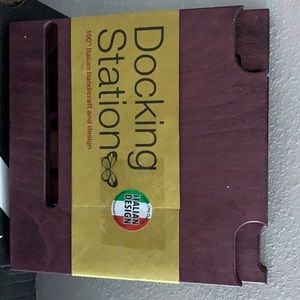 Docking
Station
100% Italian handicraft and design
ITALIAN
DESIGN